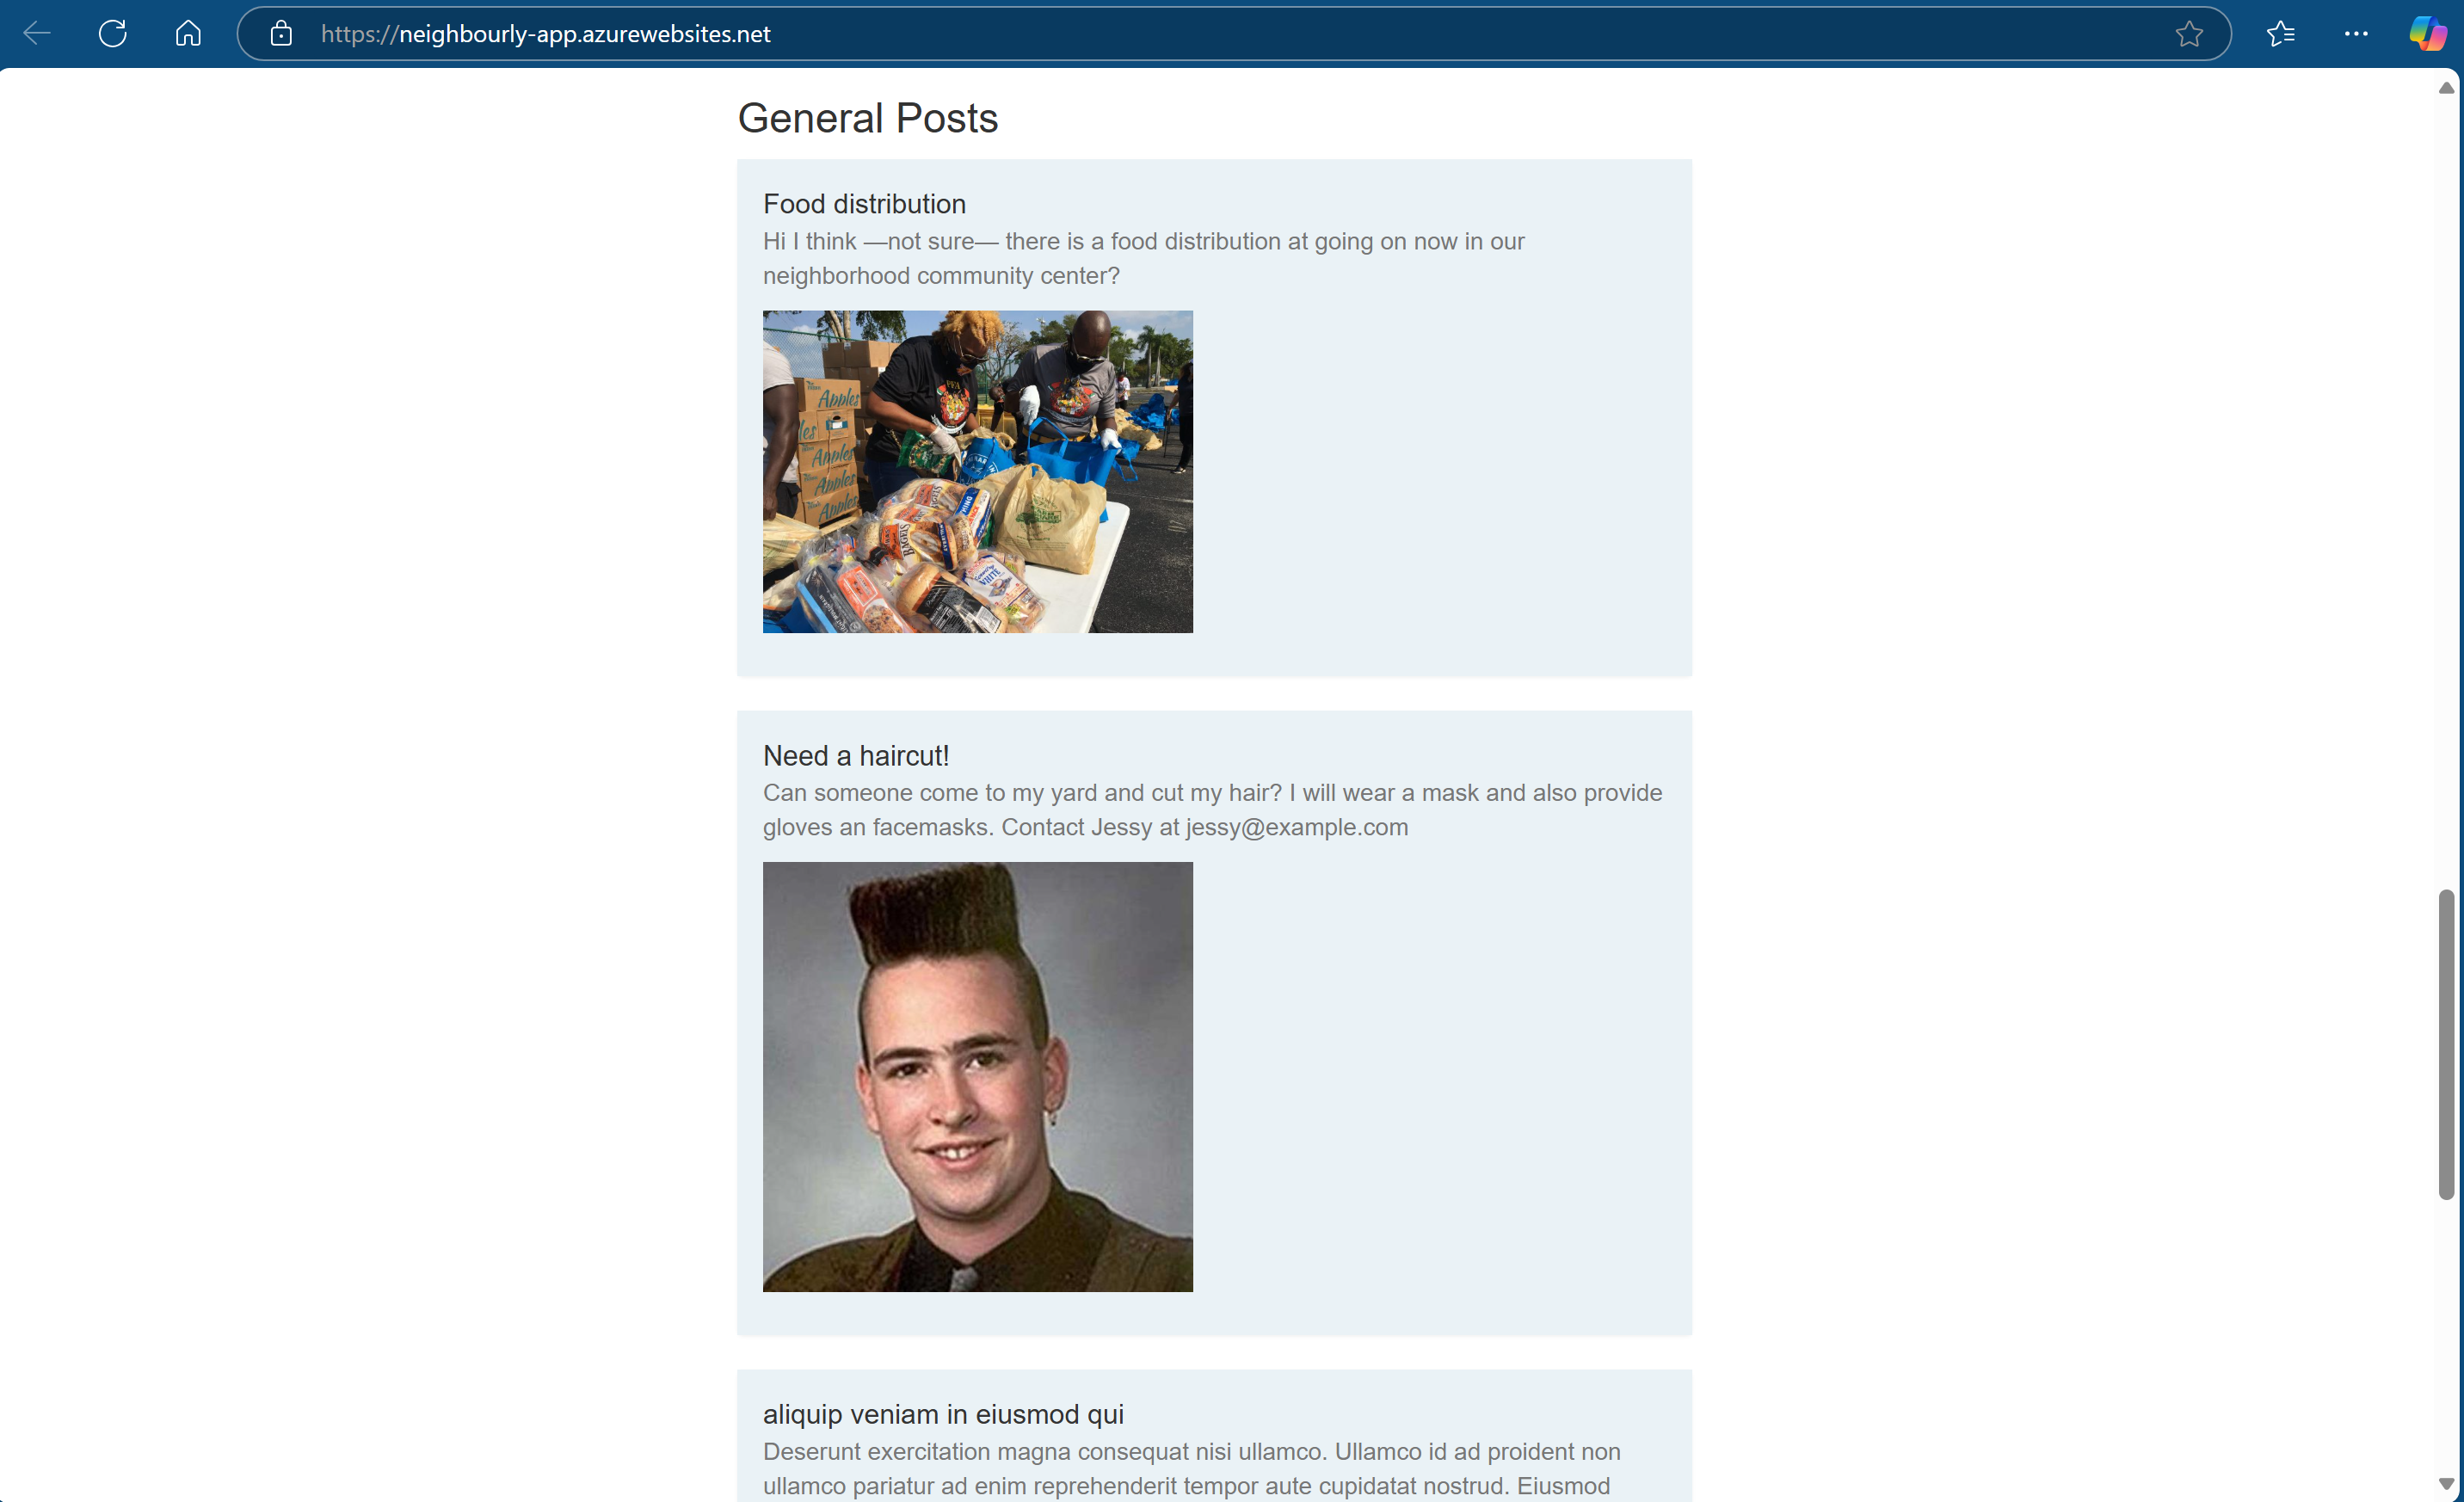 https://neighbourly-app.azurewebsites.net
General Posts
Food distribution
Hi I think —not sure— there is a food distribution at going on now in our
neighborhood community center?
Apples
les
Apples
Apples
Apples
BAGELS
WHITE
Need a haircut!
Can someone come to my yard and cut my hair? I will wear a mask and also provide
gloves an facemasks. Contact Jessy at jessy@example.com
aliquip veniam in eiusmod qui
Deserunt exercitation magna consequat nisi ullamco. Ullamco id ad proident non
ullamco pariatur ad enim reprehenderit tempor aute cupidatat nostrud. Eiusmod